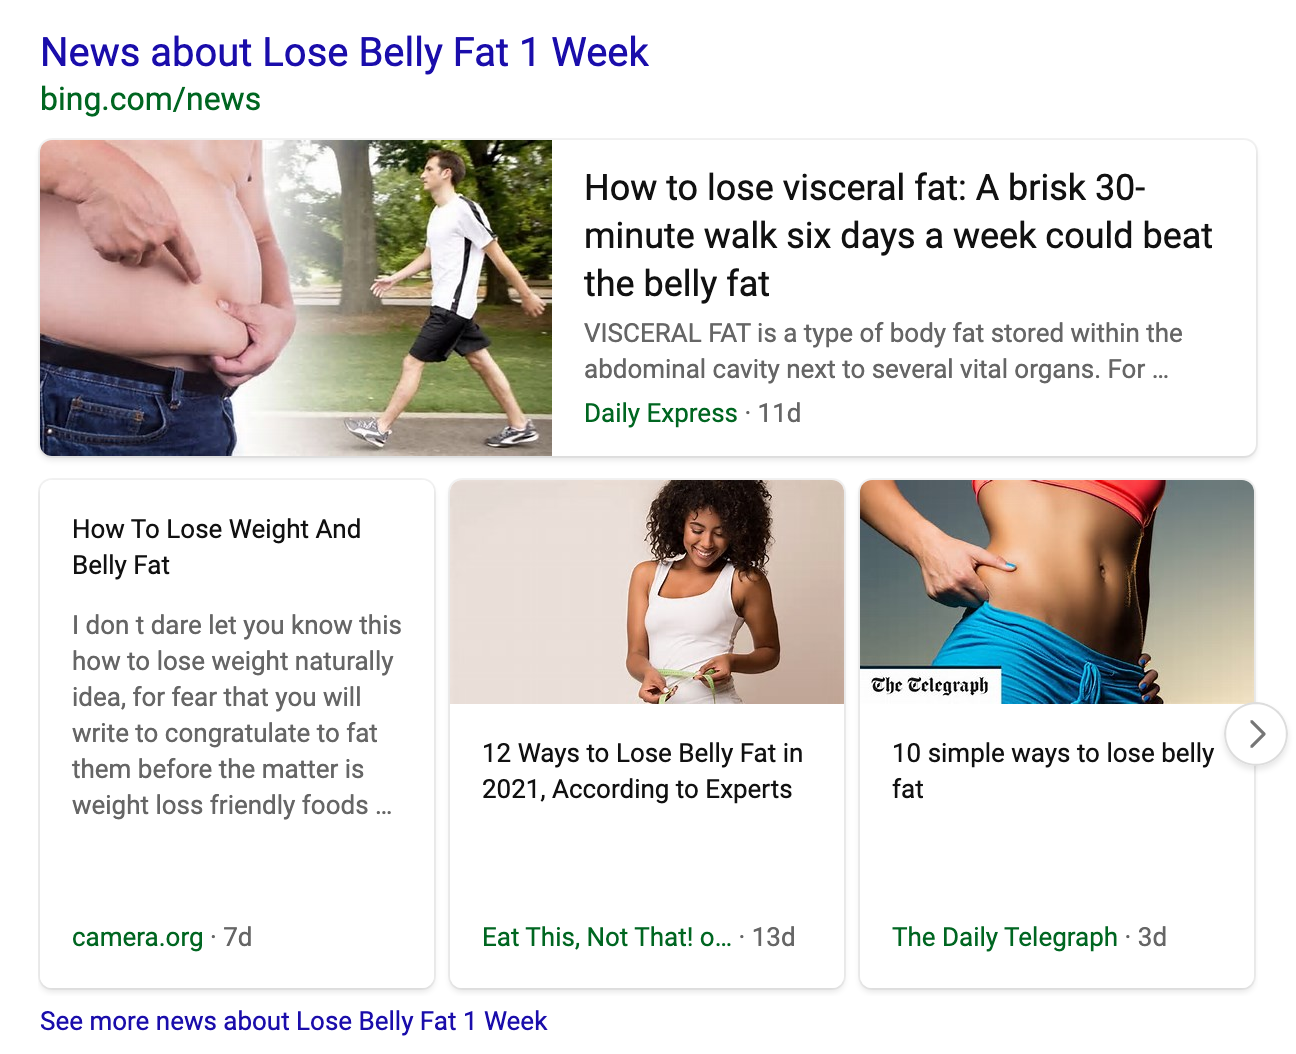 News about Lose Belly Fat 1 Week
bing.com/news
How to lose visceral fat: A brisk 30-
minute walk six days a week could beat
the belly fat
VISCERAL FAT is a type of body fat stored within the
abdominal cavity next to several vital organs. For ...
Daily Express · 11d
How To Lose Weight And
Belly Fat
I don t dare let you know this
how to lose weight naturally
idea, for fear that you will
write to congratulate to fat
them before the matter is
weight loss friendly foods ...
camera.org · 7d
12 Ways to Lose Belly Fat in
2021, According to Experts
Eat This, Not That! o... · 13d
The Telegraph
10 simple ways to lose belly
fat
The Daily Telegraph · 3d
See more news about Lose Belly Fat 1 Week